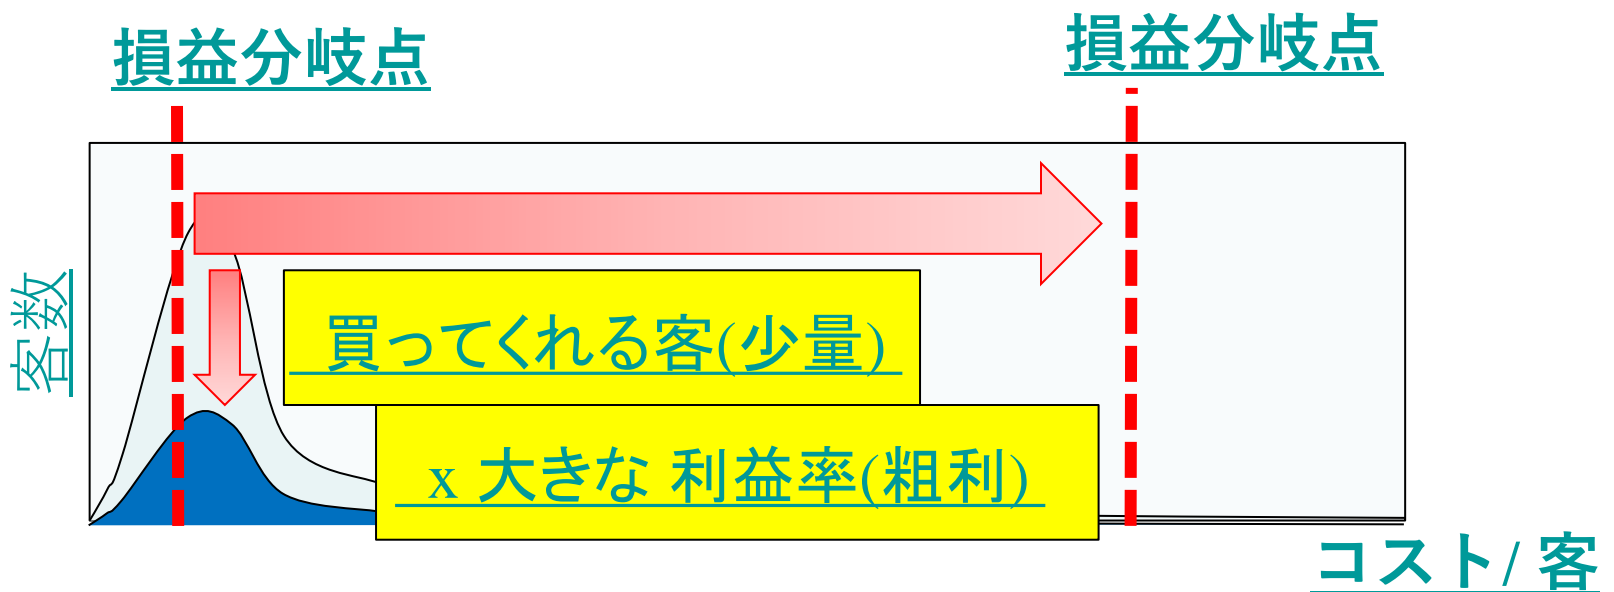 損益分岐点
損益分岐点
客数
買ってくれる客(少量)
x 大きな 利益率(粗利)
コスト/ 客